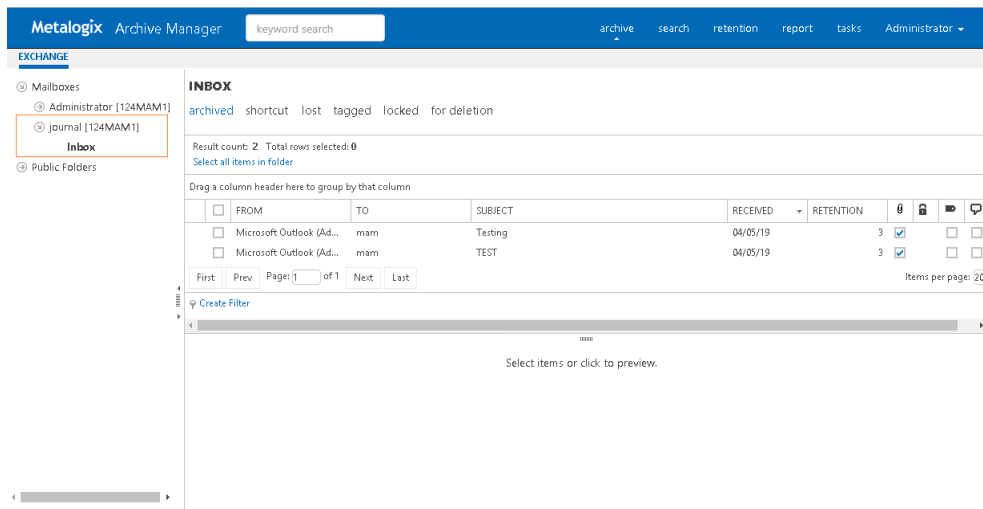 Metalogix Archive Manager keyword search archive search retention report tasks Administrator
EXCHANGE
Mailboxes
Administrator [124MAM1]
journal [124MAM1]
Inbox
Public Folders
INBOX
archived shortcut lost tagged locked for deletion
Result count: 2 Total rows selected: 0
Select all items in folder
Drag a column header here to group by that column
FROM TO SUBJECT RECEIVED RETENTION
Microsoft Outlook (Ad... mam Testing 04/05/19 3
Microsoft Outlook (Ad... mam TEST 04/05/19 3
First Prev Page: 1 of 1 Next Last Items per page: 20
Create Filter
Select items or click to preview.